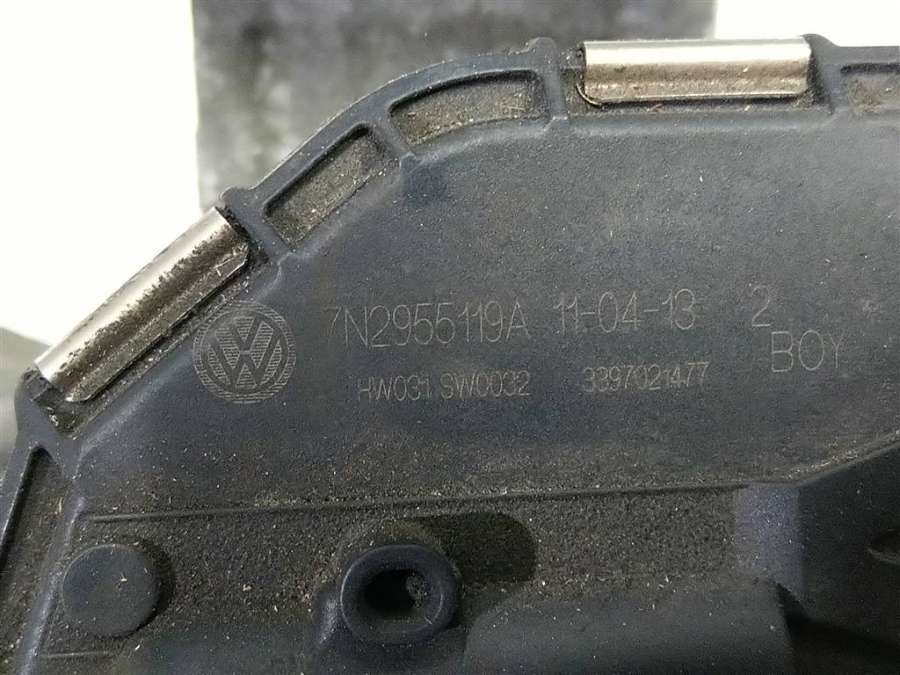 7N2955119A 11-04-13 2
BOY
HW031 SW0032 3397021477